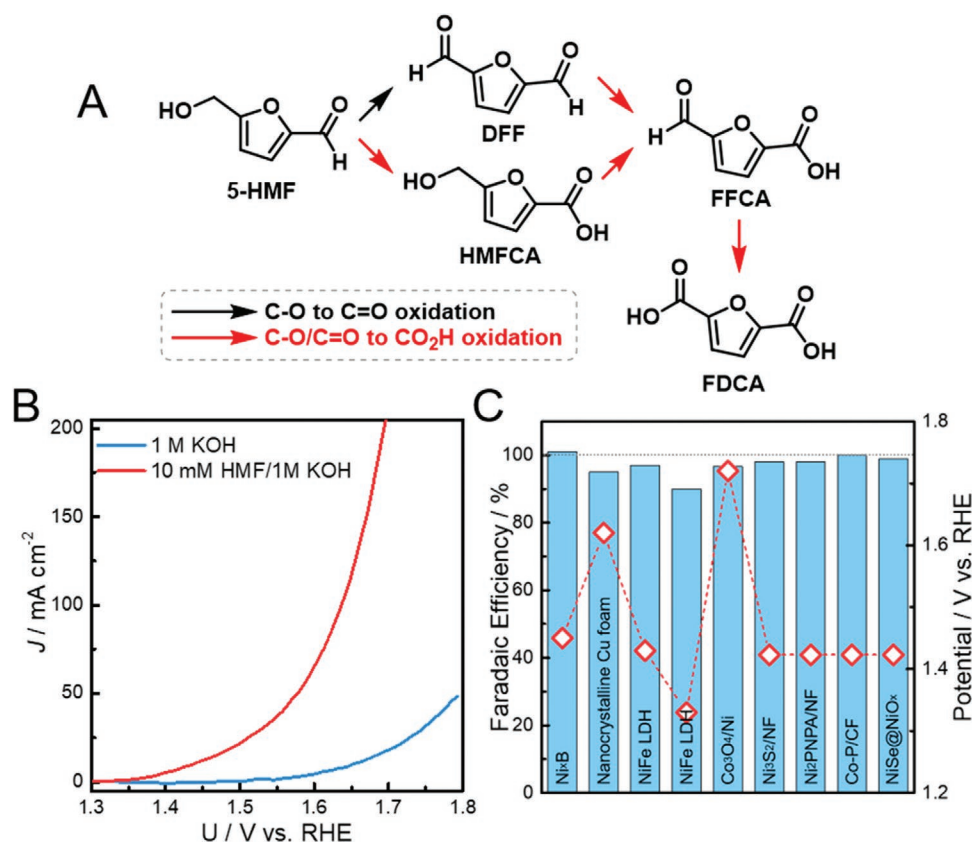 A
HO
O
O
H
5-HMF
O
H
O
O
H
DFF
HO
O
O
OH
HMFCA
O
H
O
O
OH
FFCA
C-O to C=O oxidation
C-O/C=O to CO₂H oxidation
O
HO
O
O
OH
FDCA
B
1 M KOH
10 mM HMF/1M KOH
200
150
100
50
0
J / mA cm⁻²
1.3 1.4 1.5 1.6 1.7 1.8
U / V vs. RHE
C
Faradaic Efficiency / %
100
80
60
40
20
0
NiₓB
Nanocrystalline Cu foam
NiFe LDH
NiFe LDH
Co³O⁴/Ni
Ni³S²/NF
Ni²PNPA/NF
Co-P/CF
NiSe@NiOˣ
1.8
1.6
1.4
1.2
Potential / V vs. RHE